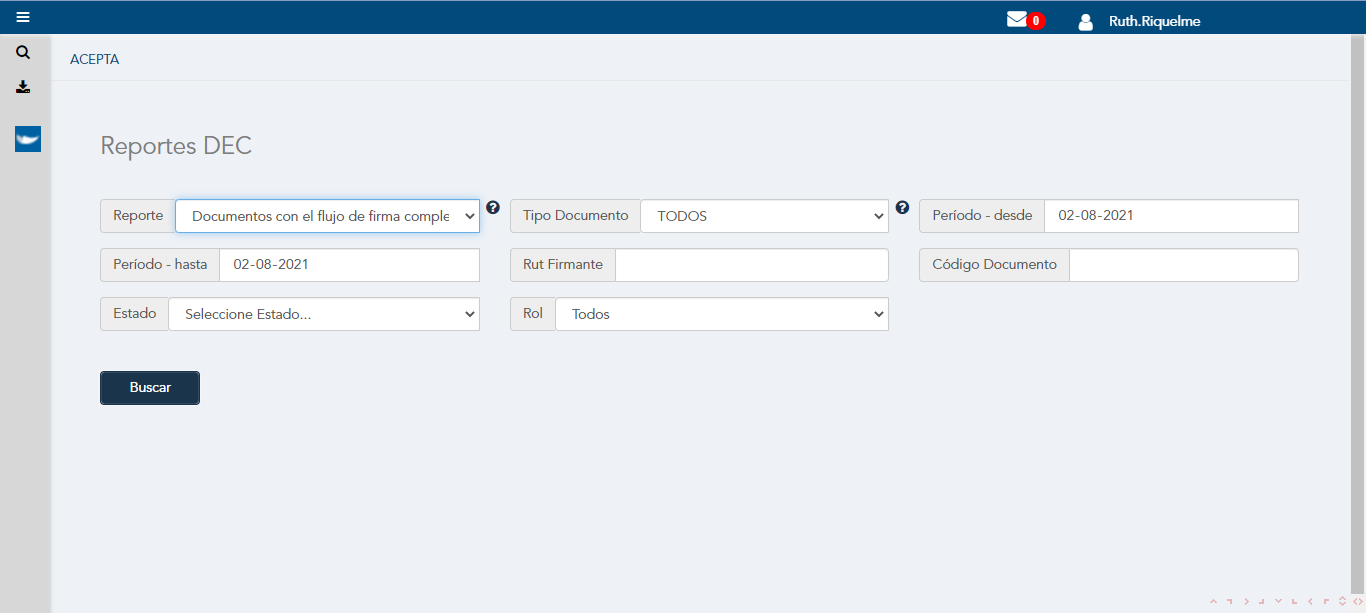 0
Ruth.Riquelme
ACEPTA
Reportes DEC
Reporte Documentos con el flujo de firma comple Tipo Documento TODOS Período - desde 02-08-2021
Período - hasta 02-08-2021 Rut Firmante Código Documento
Estado Seleccione Estado... Rol Todos
Buscar